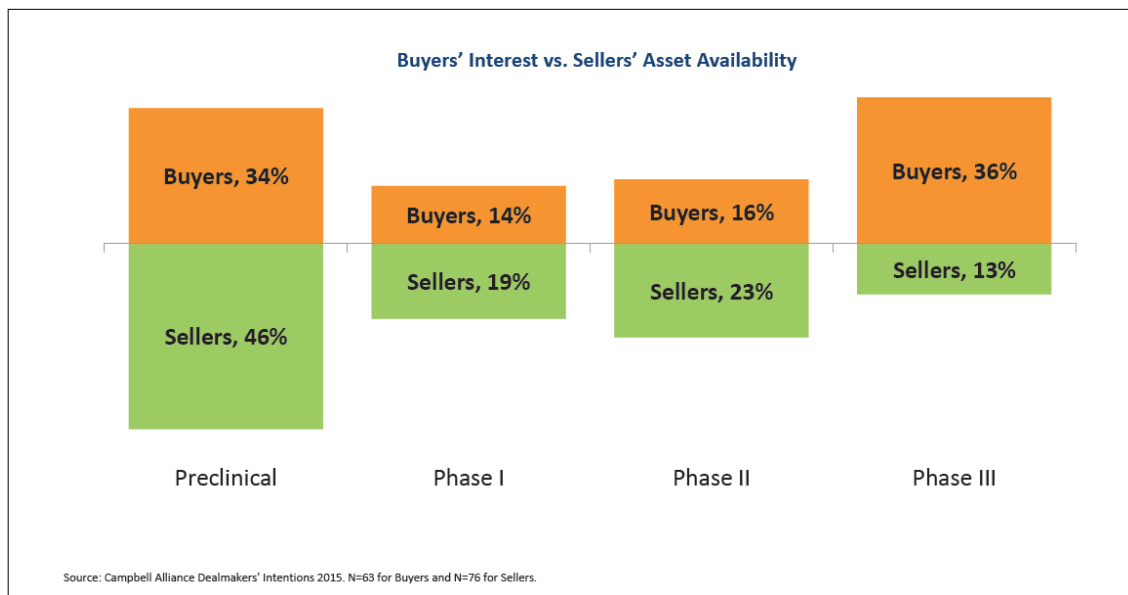 Buyers’ Interest vs. Sellers’ Asset Availability
Buyers, 34%
Buyers, 14%
Buyers, 16%
Buyers, 36%
Sellers, 46%
Sellers, 19%
Sellers, 23%
Sellers, 13%
Preclinical
Phase I
Phase II
Phase III
Source: Campbell Alliance Dealmakers' Intentions 2015. N=63 for Buyers and N=76 for Sellers.